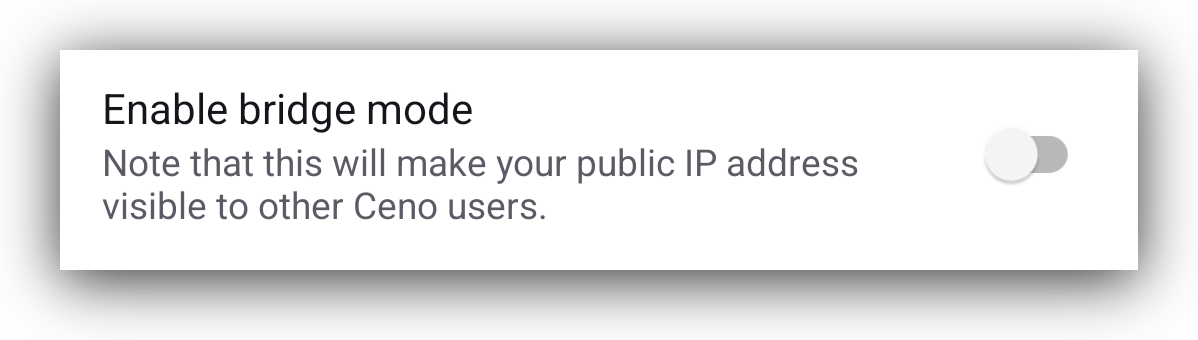 Enable bridge mode
Note that this will make your public IP address
visible to other Ceno users.